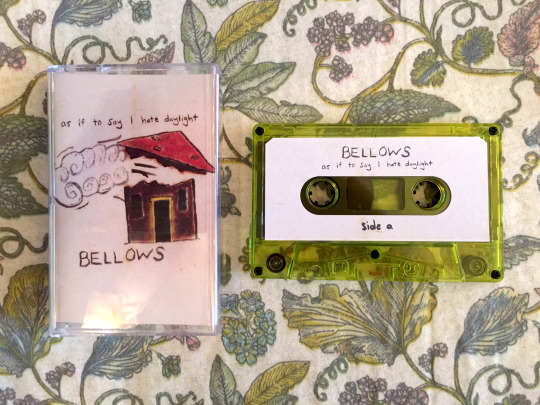 as if to say I hate daylight
BELLOWS
BELLOWS
as if to say I hate daylight
side a